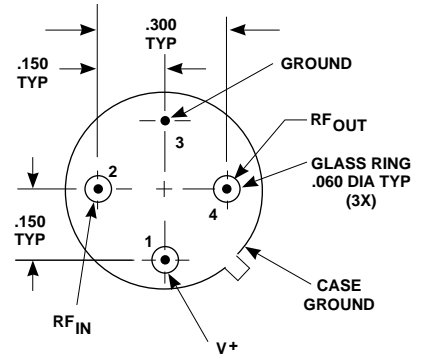 .300
TYP
.150
TYP
GROUND
3
RFOUT
2
GLASS RING
.060 DIA TYP
(3X)
4
.150
TYP
1
CASE
GROUND
RFIN
V+